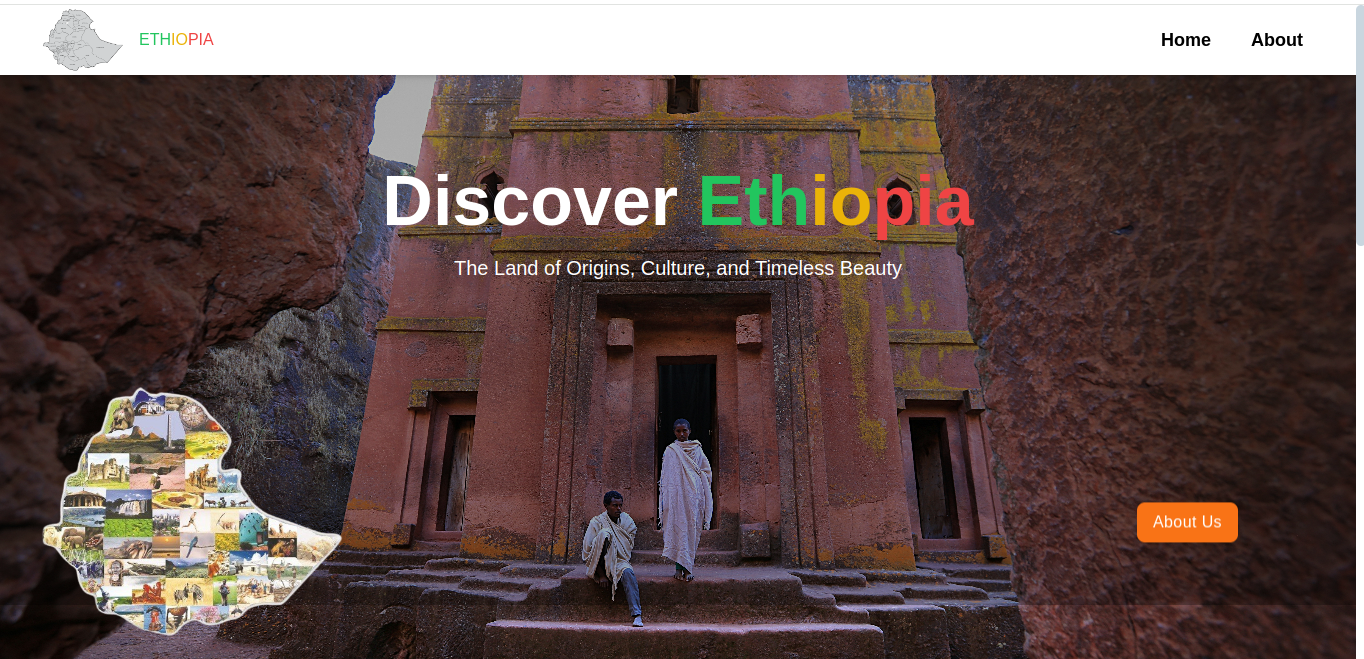 ETHIOPIA
Home
About
Discover Ethiopia
The Land of Origins, Culture, and Timeless Beauty
About Us